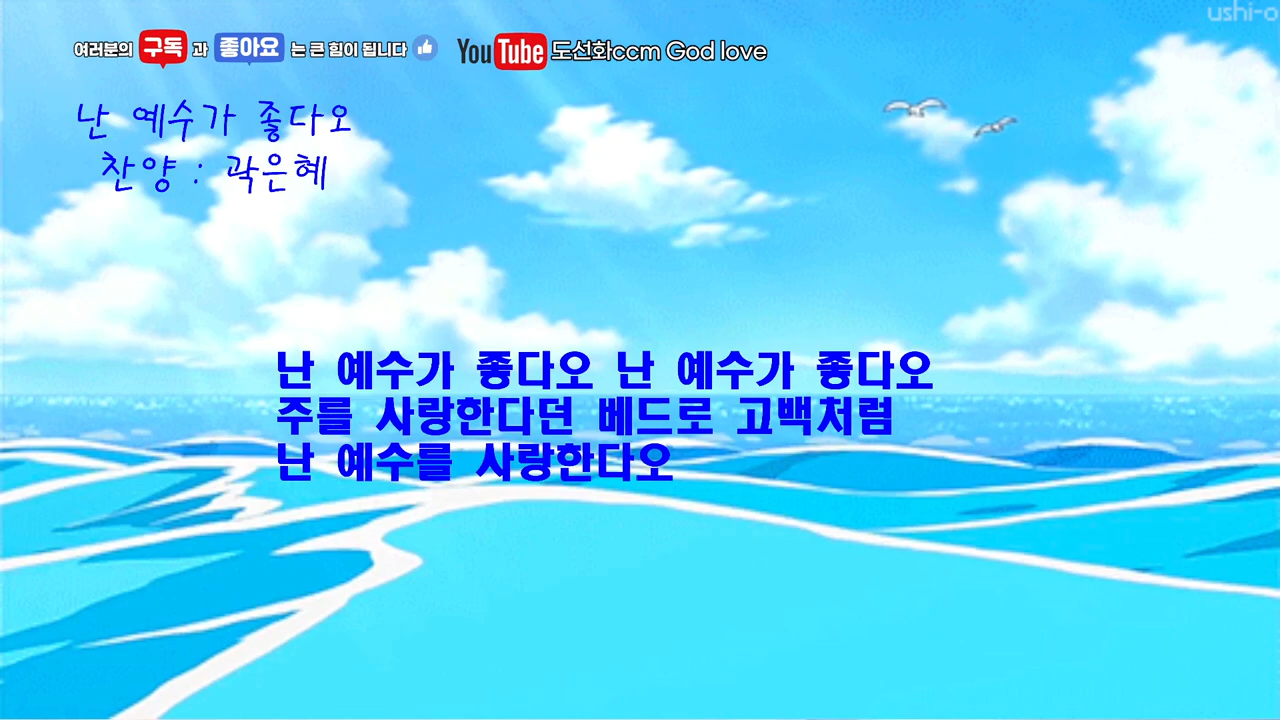 여러분의 구독 과 좋아요 는 큰 힘이 됩니다 YouTube 도선화ccm God love
ushi-o
난 예수가 좋다오
찬양 : 곽은혜
난 예수가 좋다오 난 예수가 좋다오
주를 사랑한다던 베드로 고백처럼
난 예수를 사랑한다오